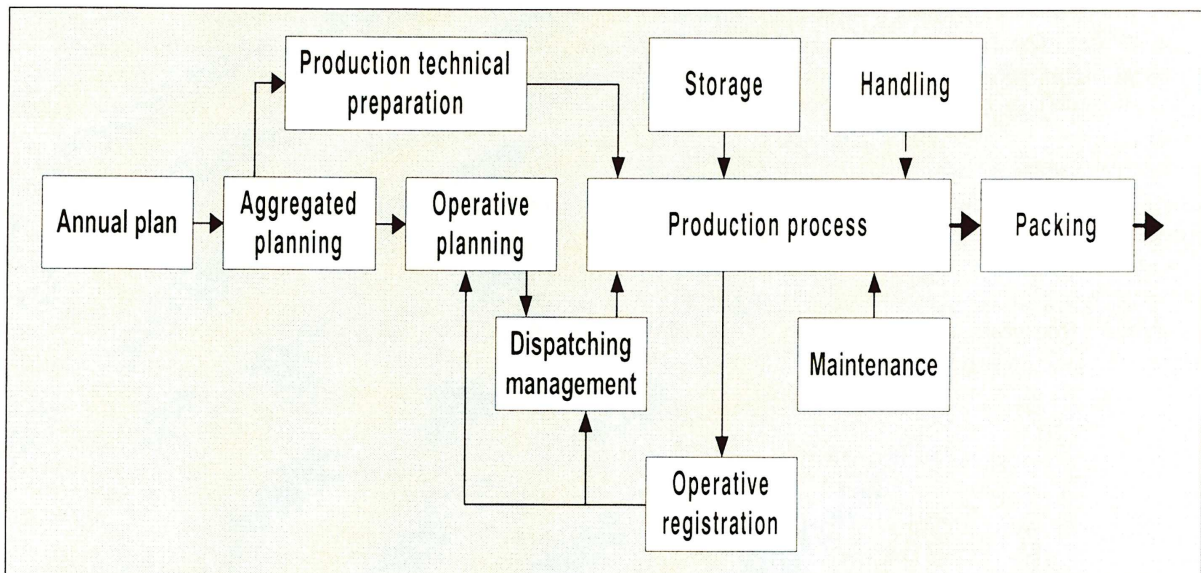 Production technical
preparation
Storage
Handling
Annual plan
Aggregated
planning
Operative
planning
Production process
Packing
Dispatching
management
Maintenance
Operative
registration